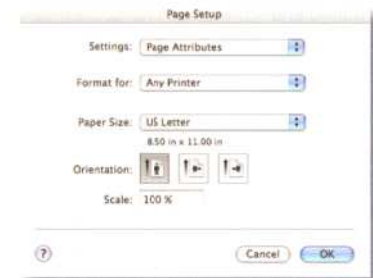 Page Setup
Settings: Page Attributes
Format for: Any Printer
Paper Size: US Letter
8.50 in x 11.00 in
Orientation:
Scale: 100 %
? Cancel OK